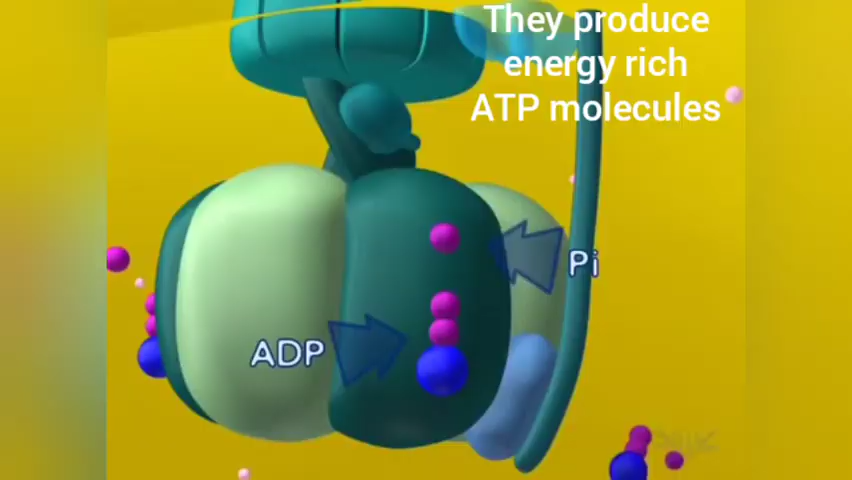 They produce
energy rich
ATP molecules
Pi
ADP